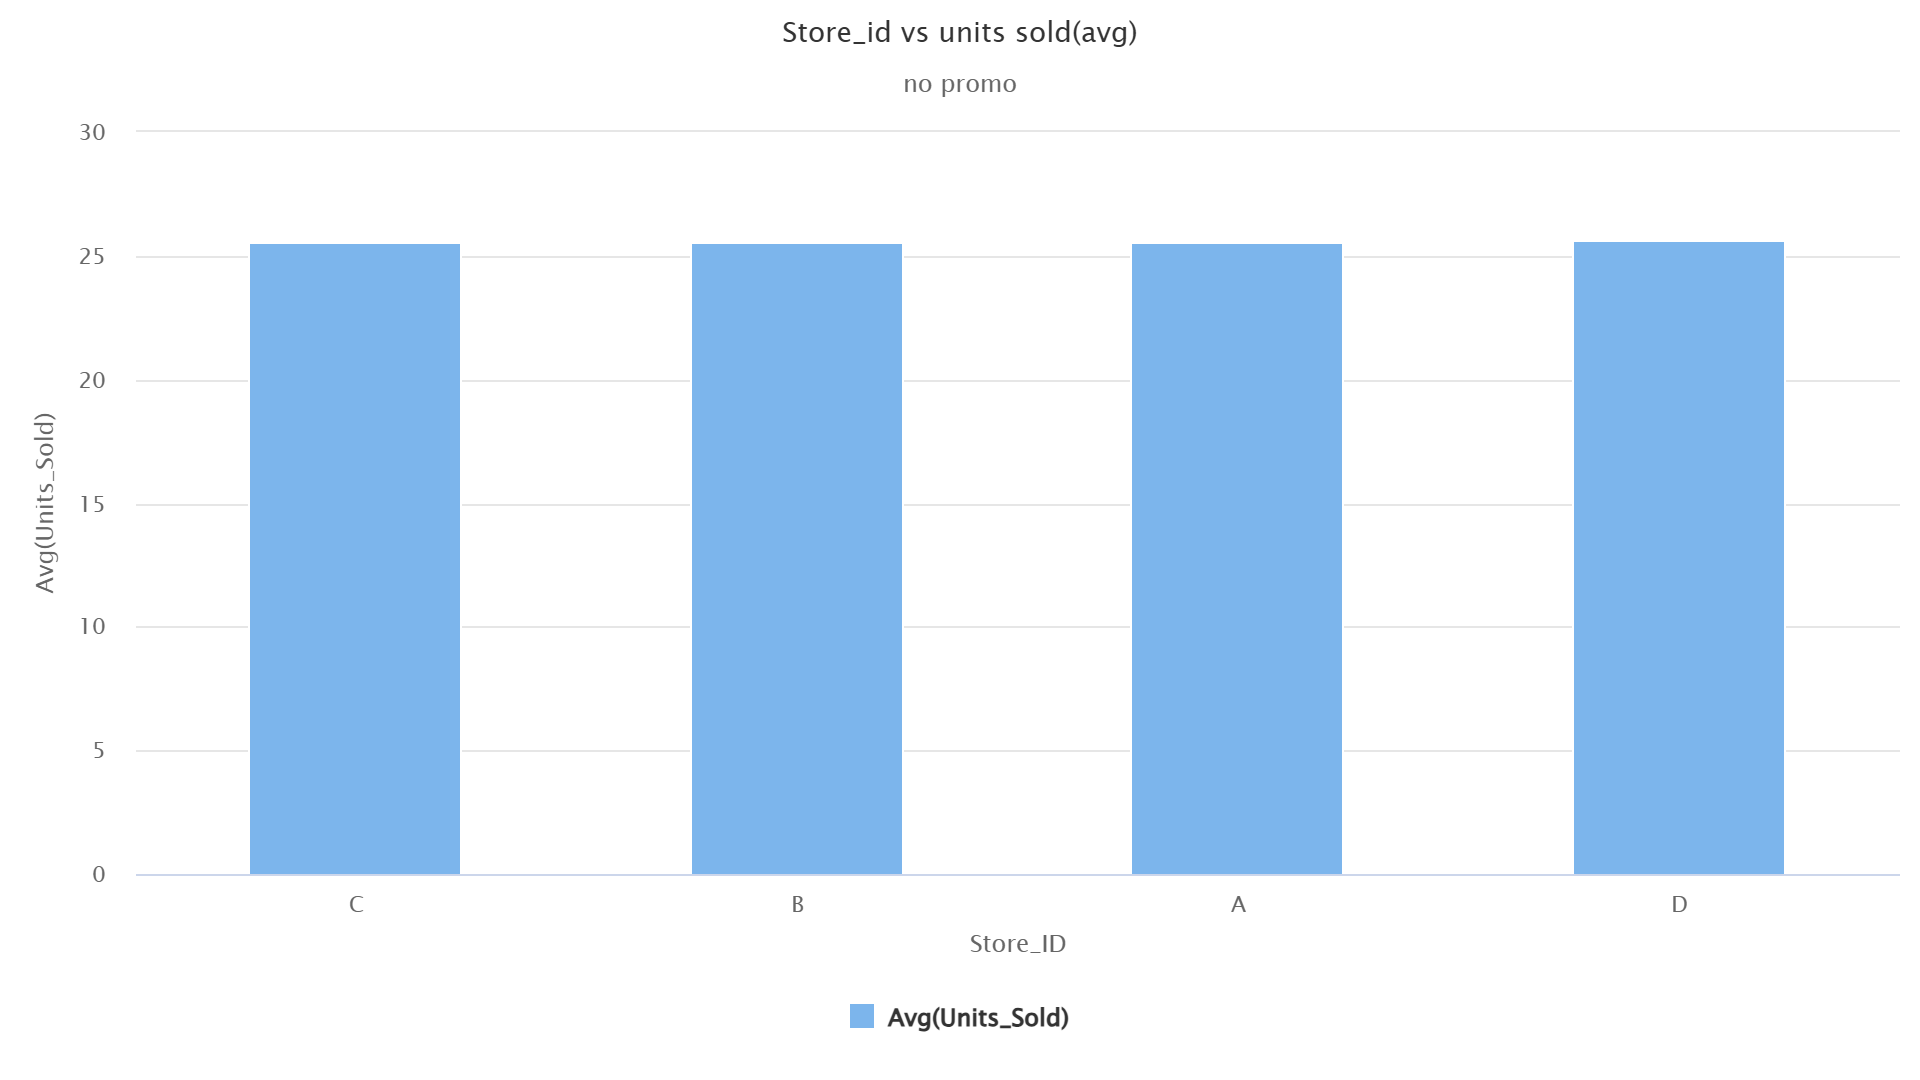 Store_id vs units sold(avg)
no promo
30
25
20
15
10
5
0
Avg(Units_Sold)
C B A D
Store_ID
Avg(Units_Sold)